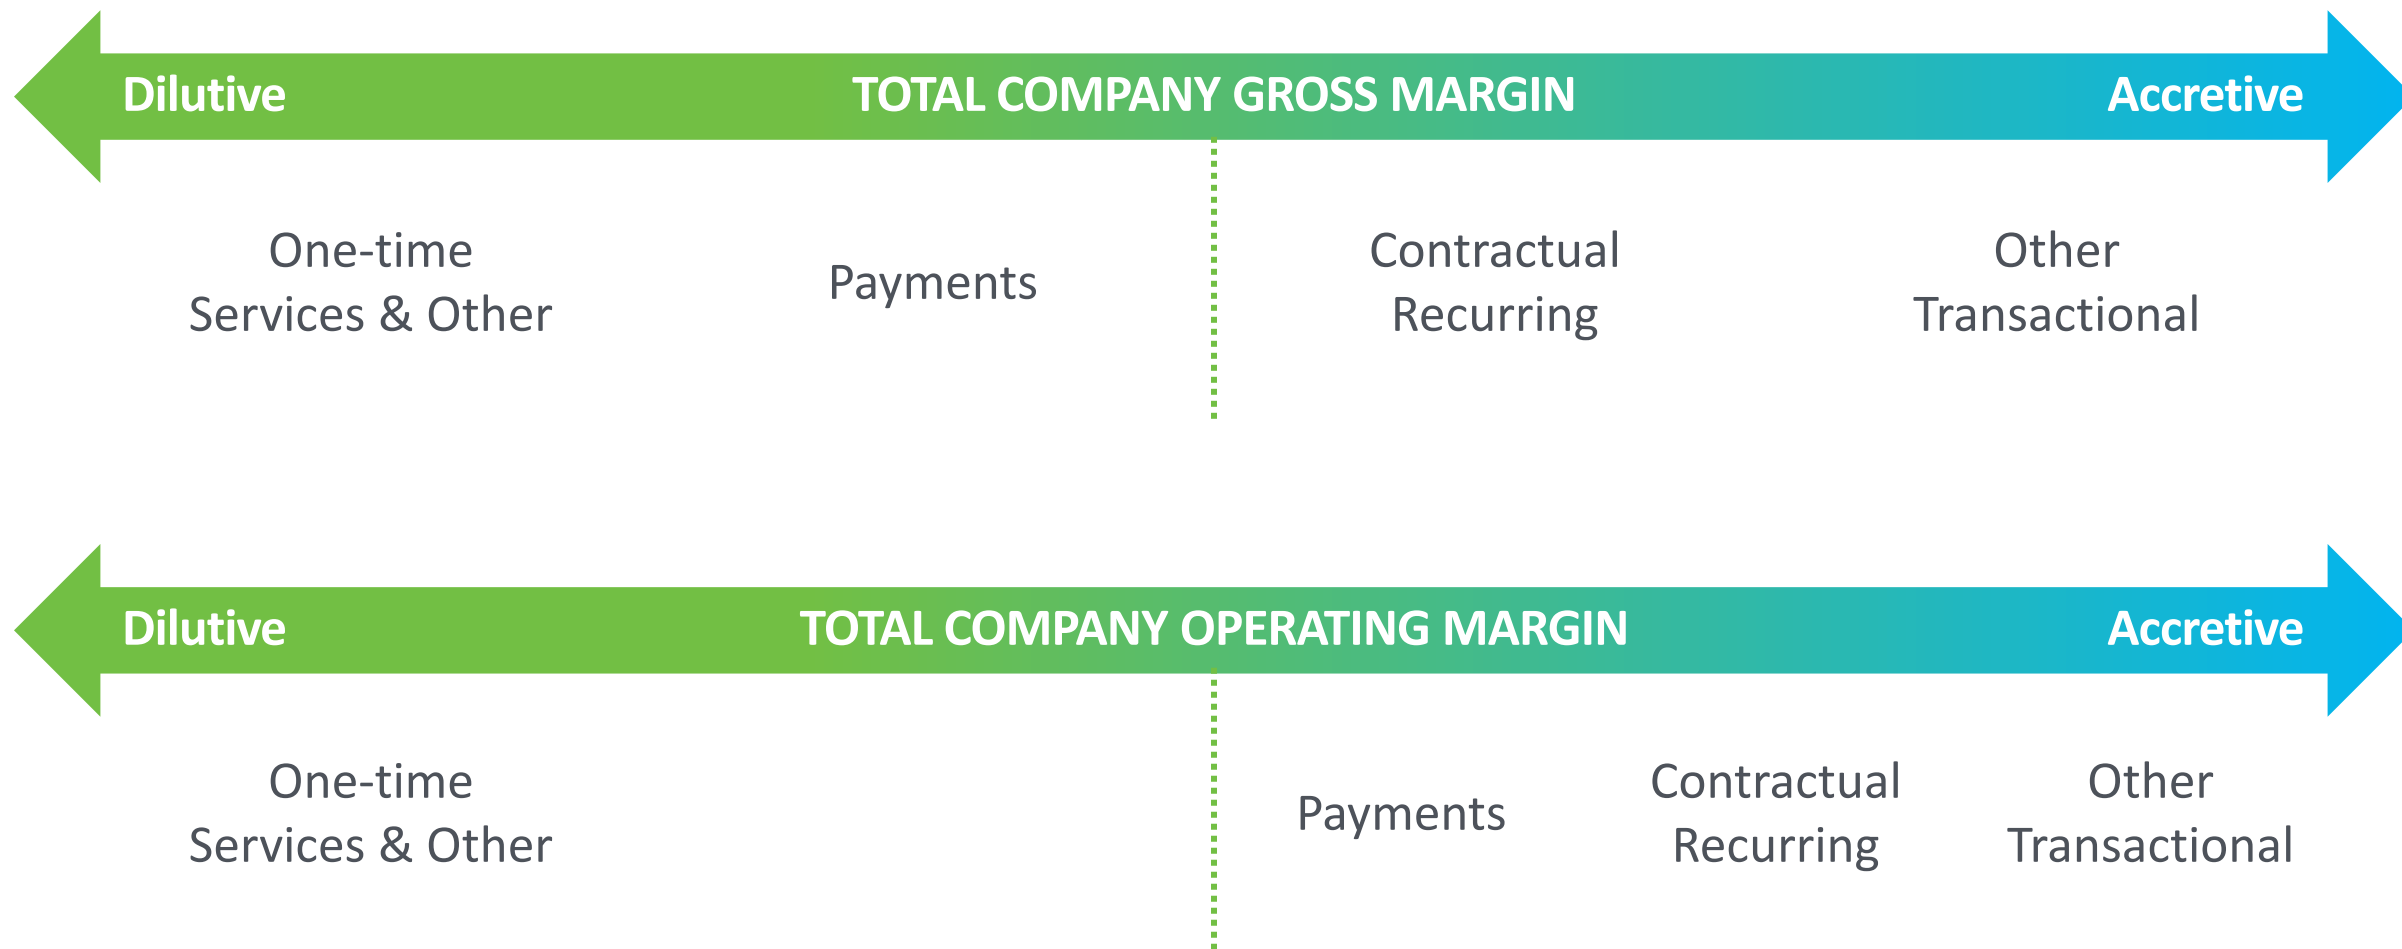 Dilutive TOTAL COMPANY GROSS MARGIN Accretive
One-time
Services & Other
Payments
Contractual
Recurring
Other
Transactional
Dilutive TOTAL COMPANY OPERATING MARGIN Accretive
One-time
Services & Other
Payments
Contractual
Recurring
Other
Transactional